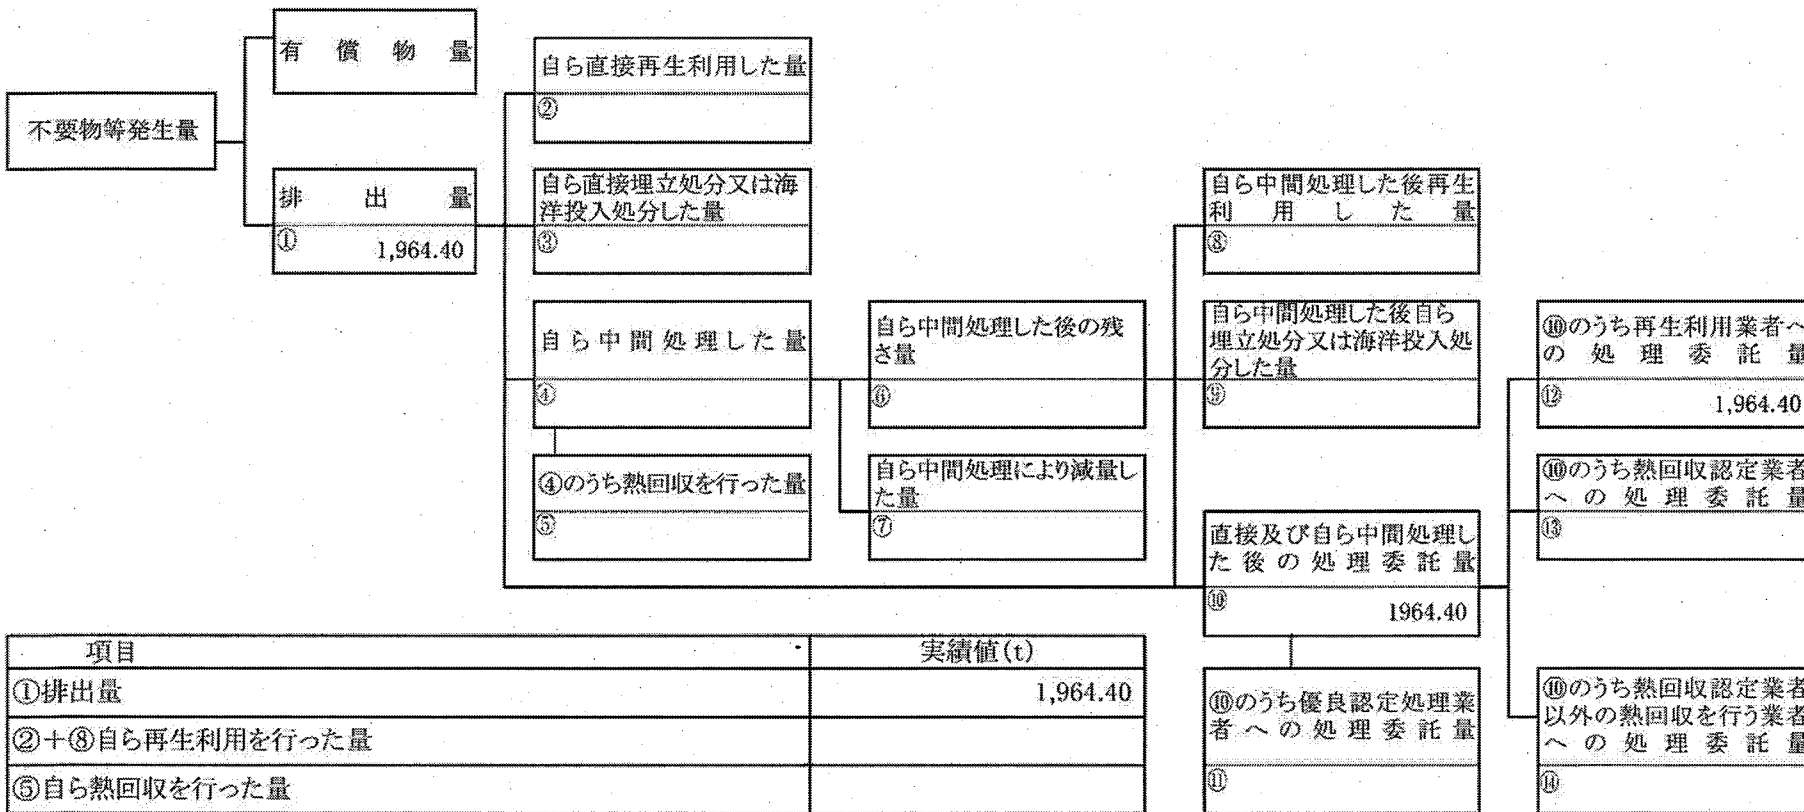 有償物量
不要物等発生量
排出量
① 1,964.40
自ら直接再生利用した量
②
自ら直接埋立処分又は海
洋投入処分した量
③
自ら中間処理した量
④
④のうち熱回収を行った量
⑤
自ら中間処理した後の残
さ量
⑥
自ら中間処理により減量し
た量
⑦
自ら中間処理した後再生
利用した量
⑧
自ら中間処理した後自ら
埋立処分又は海洋投入処
分した量
⑨
直接及び自ら中間処理し
た後の処理委託量
⑩ 1964.40
⑩のうち優良認定処理業
者への処理委託量
⑪
⑩のうち再生利用業者へ
の処理委託量
⑫ 1,964.40
⑩のうち熱回収認定業者
への処理委託量
⑬
⑩のうち熱回収認定業者
以外の熱回収を行う業者
への処理委託量
⑭
項目 実績値(t)
①排出量 1,964.40
②+⑧自ら再生利用を行った量
⑤自ら熱回収を行った量